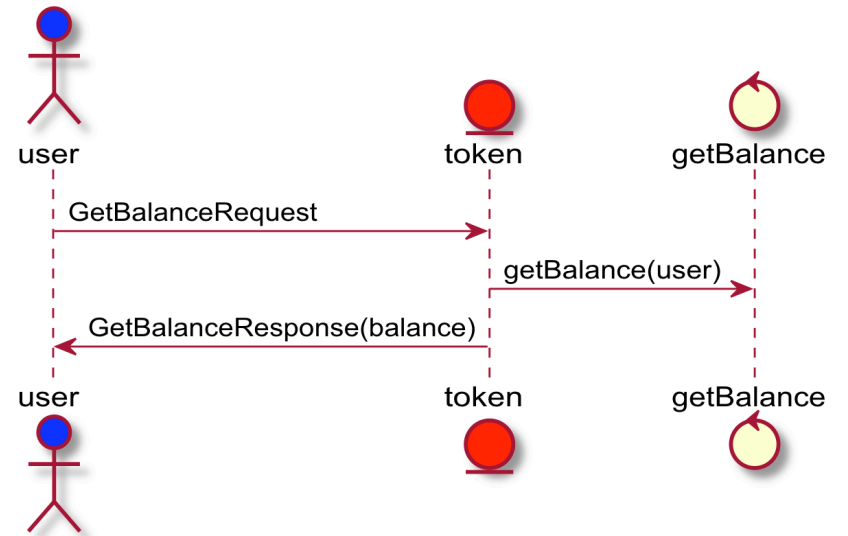 user
token
getBalance
GetBalanceRequest
getBalance(user)
GetBalanceResponse(balance)
user
token
getBalance